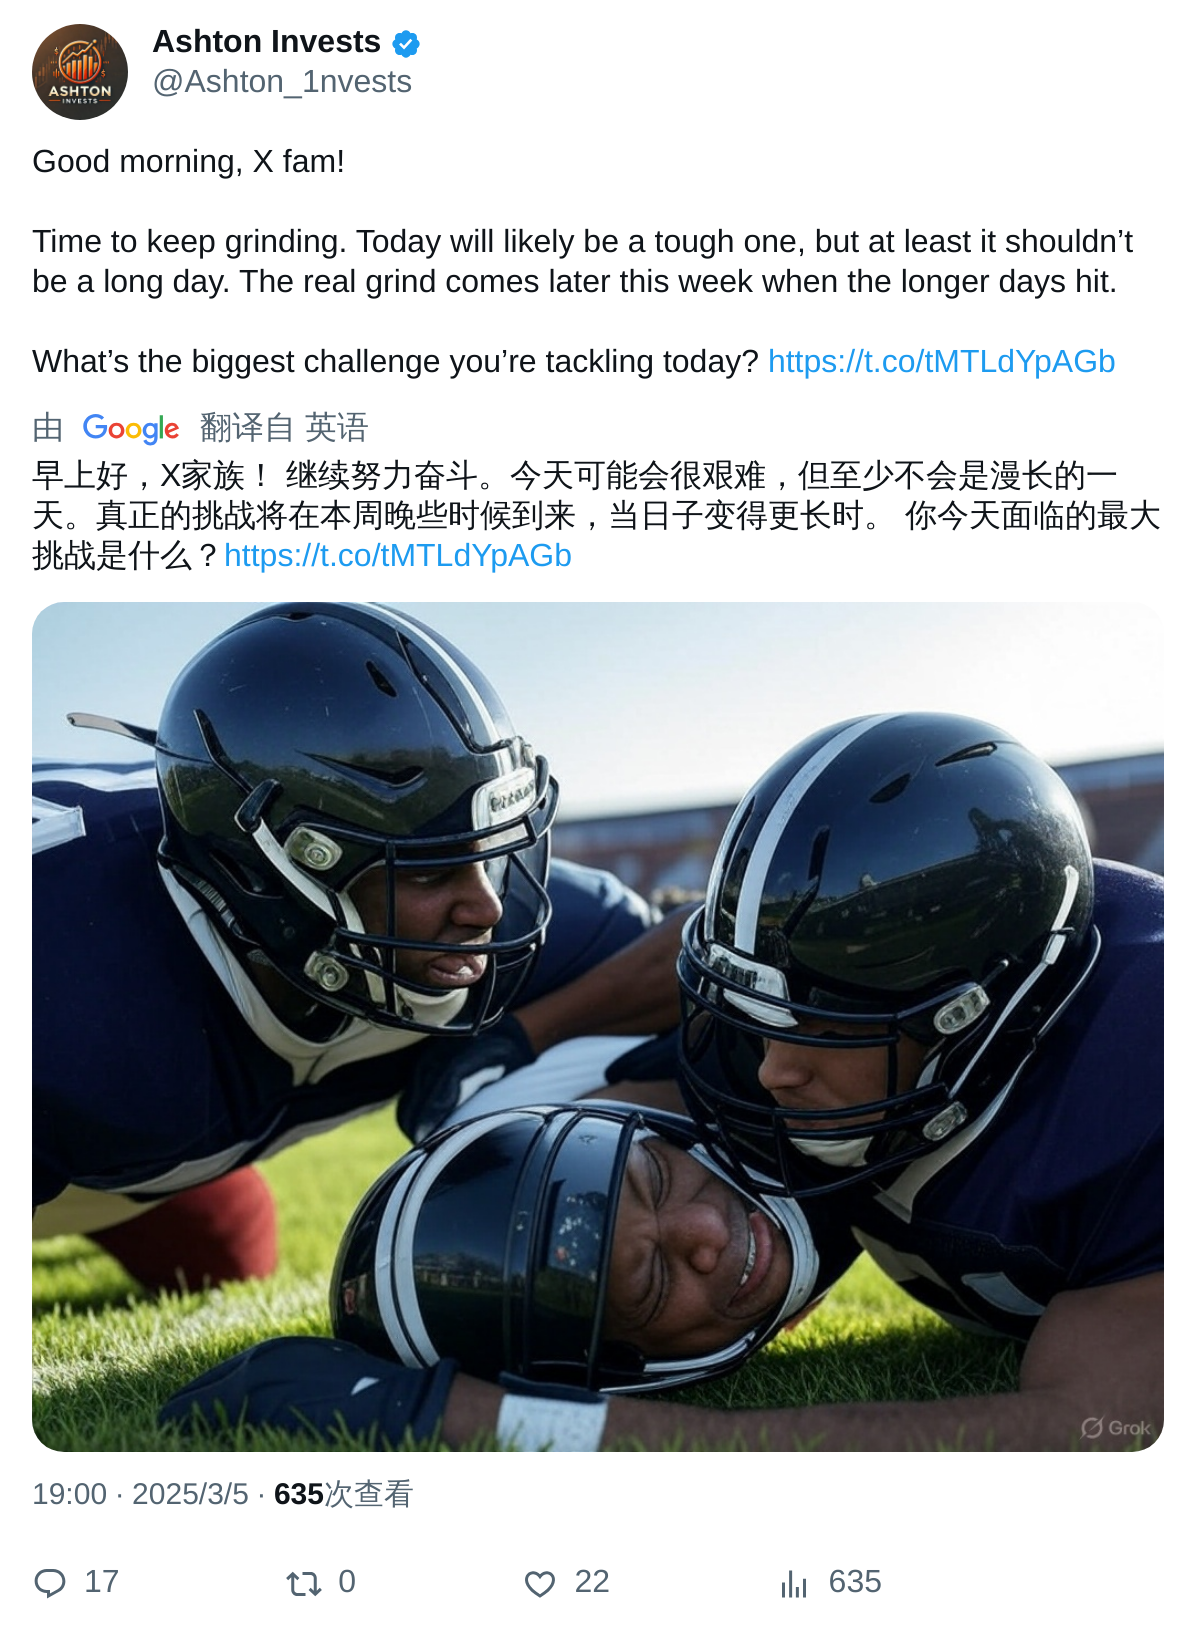 Ashton Invests
@Ashton_1nvests
ASHTON
INVESTS
Good morning, X fam!
Time to keep grinding. Today will likely be a tough one, but at least it shouldn’t
be a long day. The real grind comes later this week when the longer days hit.
What’s the biggest challenge you’re tackling today? https://t.co/tMTLdYpAGb
由 Google 翻译自 英语
早上好，X家族！ 继续努力奋斗。今天可能会很艰难，但至少不会是漫长的一
天。真正的挑战将在本周晚些时候到来，当日子变得更长时。 你今天面临的最大
挑战是什么？https://t.co/tMTLdYpAGb
Grok
19:00 · 2025/3/5 · 635次查看
17 0 22 635